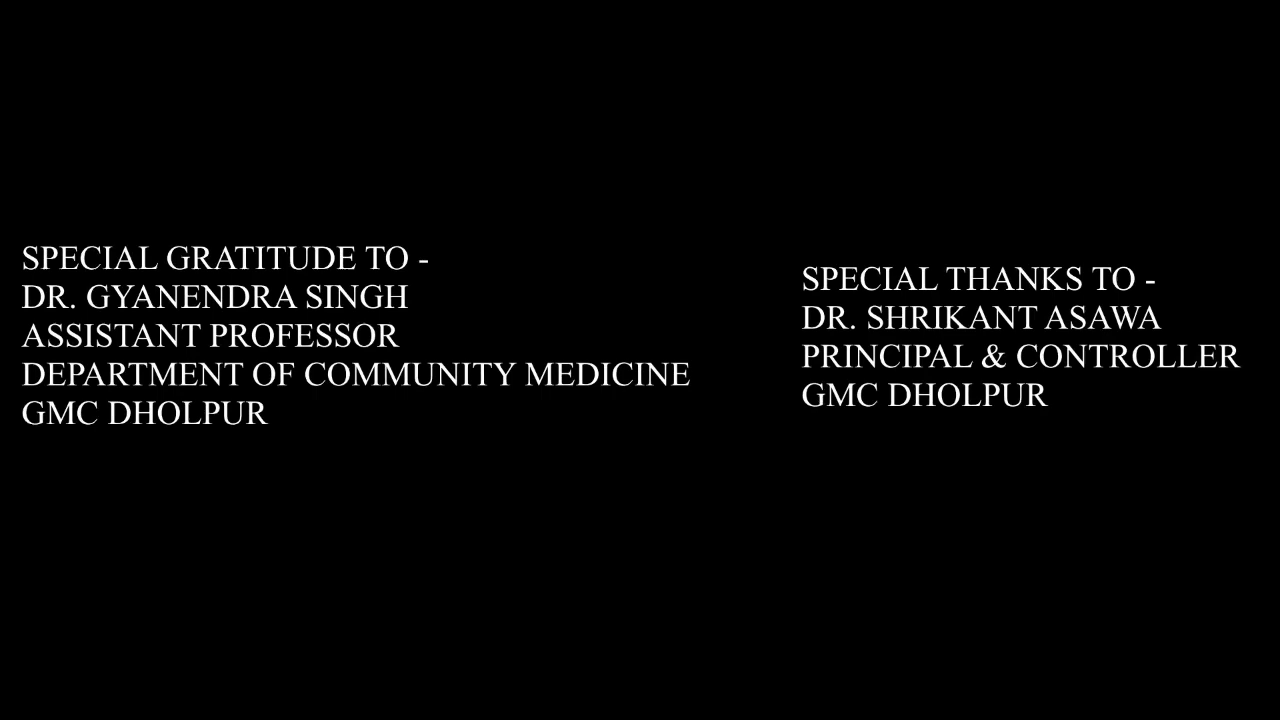 SPECIAL GRATITUDE TO -
DR. GYANENDRA SINGH
ASSISTANT PROFESSOR
DEPARTMENT OF COMMUNITY MEDICINE
GMC DHOLPUR
SPECIAL THANKS TO -
DR. SHRIKANT ASAWA
PRINCIPAL & CONTROLLER
GMC DHOLPUR